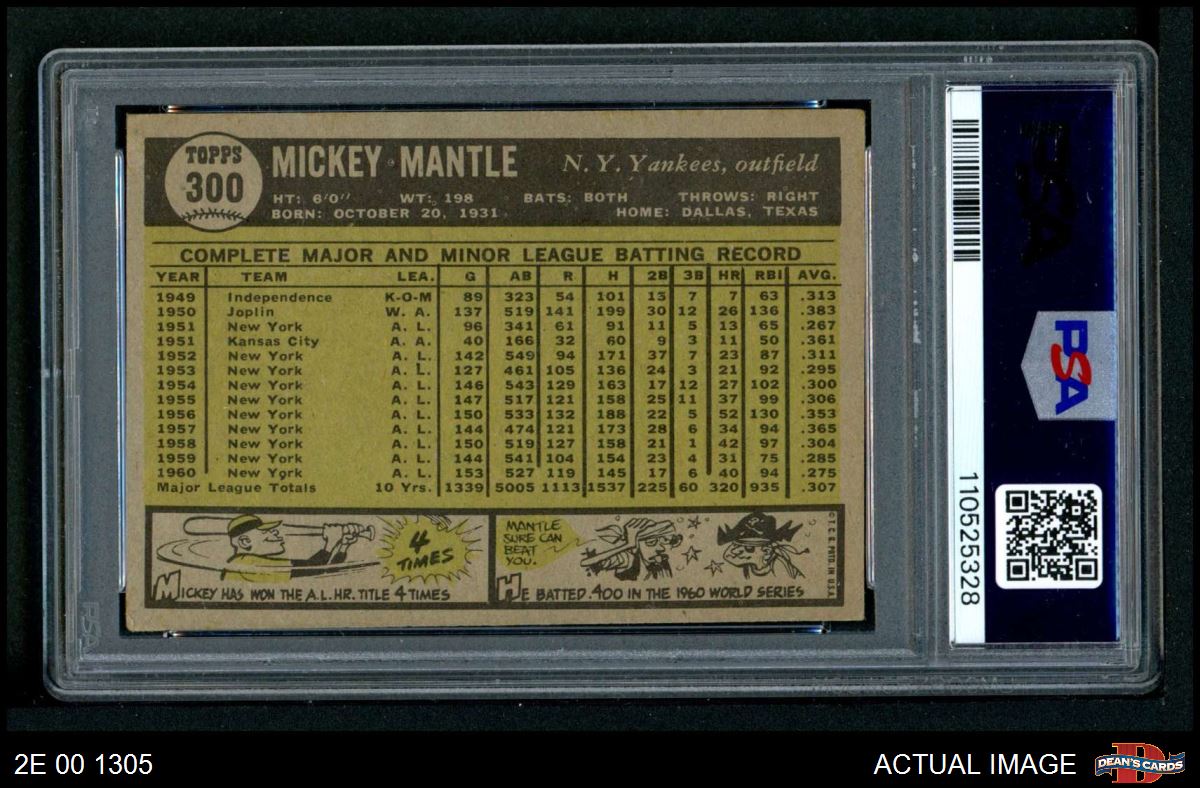 TOPPS
300
MICKEY MANTLE
N. Y. Yankees, outfield
HT: 6'0" WT: 198 BATS: BOTH THROWS: RIGHT
BORN: OCTOBER 20, 1931 HOME: DALLAS, TEXAS
COMPLETE MAJOR AND MINOR LEAGUE BATTING RECORD
YEAR TEAM LEA. G AB R H 2B 3B HR RBI AVG.
1949 Independence K-O-M 89 323 54 101 15 7 7 63 .313
1950 Joplin W. A. 137 519 141 199 30 12 26 136 .383
1951 New York A. L. 96 341 61 91 11 5 13 65 .267
1951 Kansas City A. A. 40 166 32 60 9 3 11 50 .361
1952 New York A. L. 142 549 94 171 37 7 23 87 .311
1953 New York A. L. 127 461 105 136 24 3 21 92 .295
1954 New York A. L. 146 543 129 163 17 12 27 102 .300
1955 New York A. L. 147 517 121 158 25 11 37 99 .306
1956 New York A. L. 150 533 132 188 22 5 52 130 .353
1957 New York A. L. 144 474 121 173 28 6 34 94 .365
1958 New York A. L. 150 519 127 158 21 1 42 97 .304
1959 New York A. L. 144 541 104 154 23 4 31 75 .285
1960 New York A. L. 153 527 119 145 17 6 40 94 .275
Major League Totals 10 Yrs. 1339 5005 1113 1537 225 60 320 935 .307
4
TIMES
MICKEY HAS WON THE A.L. HR. TITLE 4 TIMES
MANTLE
SURE CAN
BEAT
YOU.
HE BATTED .400 IN THE 1960 WORLD SERIES
© T.C.G. PRTD. IN U.S.A.
PSA
PSA
110525328
PSA
2E 00 1305
ACTUAL IMAGE
DEAN'S CARDS